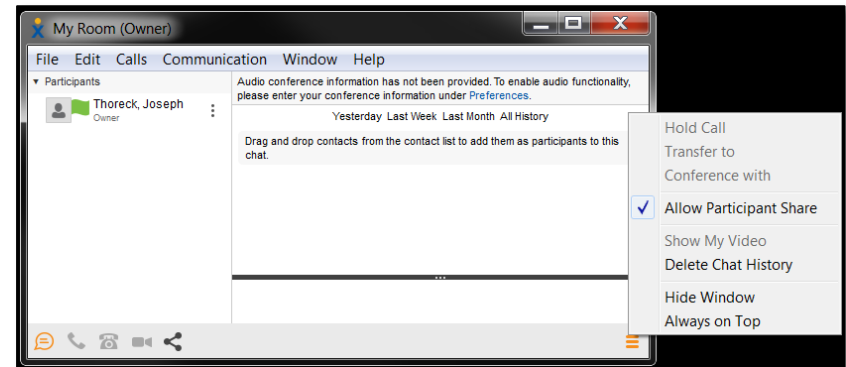 My Room (Owner)
X
File Edit Calls Communication Window Help
Participants
Thoreck, Joseph
Owner
Audio conference information has not been provided. To enable audio functionality,
please enter your conference information under Preferences.
Yesterday Last Week Last Month All History
Drag and drop contacts from the contact list to add them as participants to this
chat.
Hold Call
Transfer to
Conference with
Allow Participant Share
Show My Video
Delete Chat History
Hide Window
Always on Top